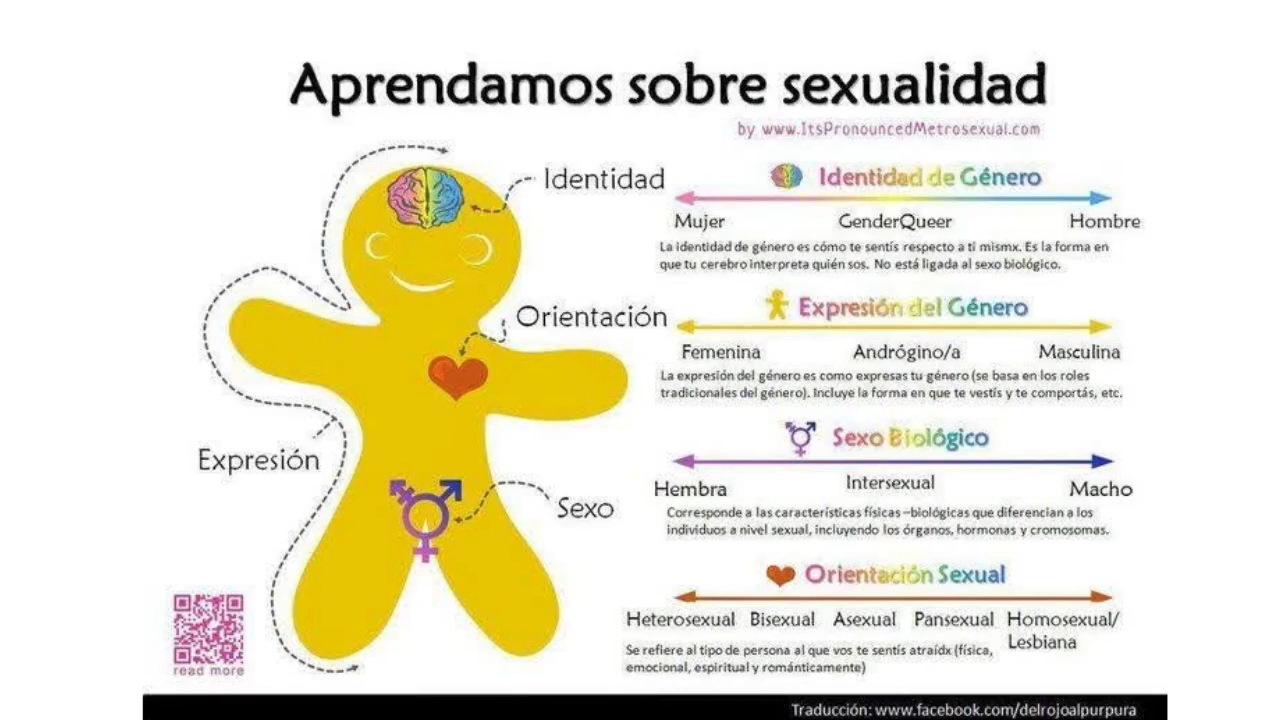 Aprendamos sobre sexualidad
by www.ItsPronouncedMetrosexual.com
Identidad
Orientación
Expresión
Sexo
read more
Identidad de Género
Mujer GenderQueer Hombre
La identidad de género es cómo te sentís respecto a ti mismx. Es la forma en
que tu cerebro interpreta quién sos. No está ligada al sexo biológico.
Expresión del Género
Femenina Andrógino/a Masculina
La expresión del género es como expresas tu género (se basa en los roles
tradicionales del género). Incluye la forma en que te vestís y te comportás, etc.
Sexo Biológico
Hembra Intersexual Macho
Corresponde a las características físicas –biológicas que diferencian a los
individuos a nivel sexual, incluyendo los órganos, hormonas y cromosomas.
Orientación Sexual
Heterosexual Bisexual Asexual Pansexual Homosexual/
Lesbiana
Se refiere al tipo de persona al que vos te sentís atraídx (física,
emocional, espiritual y románticamente)
Traducción: www.facebook.com/delrojoalpurpura